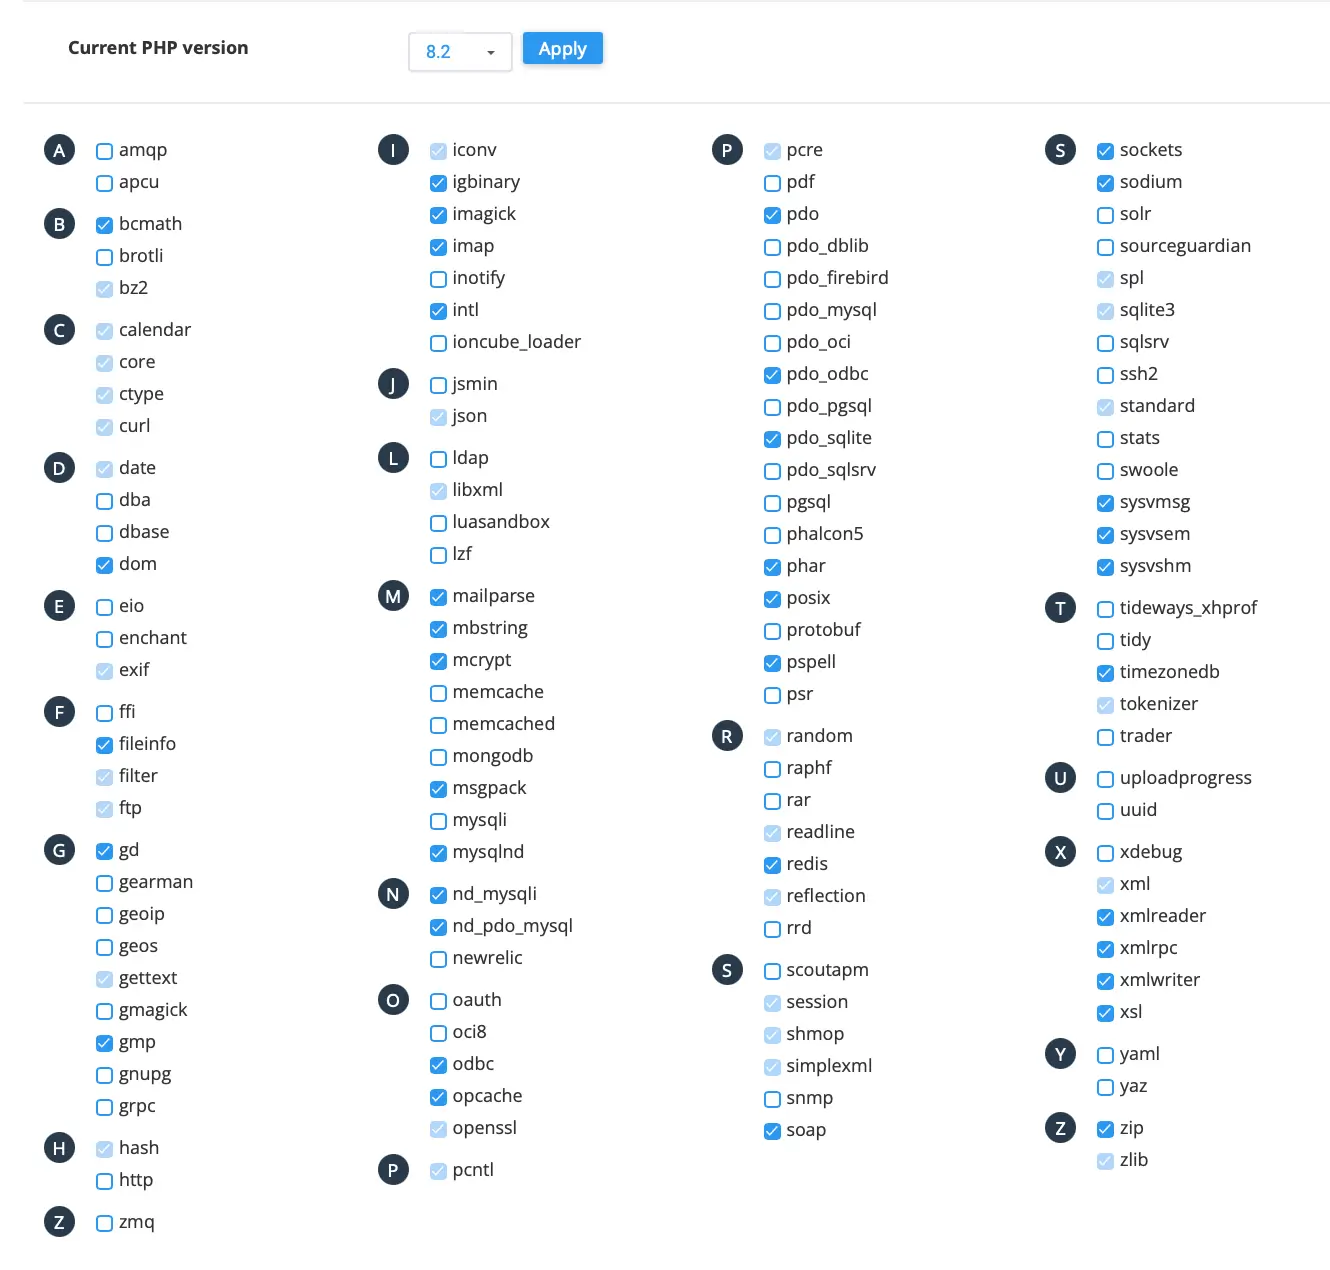 Current PHP version
8.2
Apply
A
amqp
apcu
B
bcmath
brotli
bz2
C
calendar
core
ctype
curl
D
date
dba
dbase
dom
E
eio
enchant
exif
F
ffi
fileinfo
filter
ftp
G
gd
gearman
geoip
geos
gettext
gmagick
gmp
gnupg
grpc
H
hash
http
Z
zmq
I
iconv
igbinary
imagick
imap
inotify
intl
ioncube_loader
J
jsmin
json
L
ldap
libxml
luasandbox
lzf
M
mailparse
mbstring
mcrypt
memcache
memcached
mongodb
msgpack
mysqli
mysqlnd
N
nd_mysqli
nd_pdo_mysql
newrelic
O
oauth
oci8
odbc
opcache
openssl
P
pcntl
P
pcre
pdf
pdo
pdo_dblib
pdo_firebird
pdo_mysql
pdo_oci
pdo_odbc
pdo_pgsql
pdo_sqlite
pdo_sqlsrv
pgsql
phalcon5
phar
posix
protobuf
pspell
psr
R
random
raphf
rar
readline
redis
reflection
rrd
S
scoutapm
session
shmop
simplexml
snmp
soap
S
sockets
sodium
solr
sourceguardian
spl
sqlite3
sqlsrv
ssh2
standard
stats
swoole
sysvmsg
sysvsem
sysvshm
T
tideways_xhprof
tidy
timezonedb
tokenizer
trader
U
uploadprogress
uuid
X
xdebug
xml
xmlreader
xmlrpc
xmlwriter
xsl
Y
yaml
yaz
Z
zip
zlib